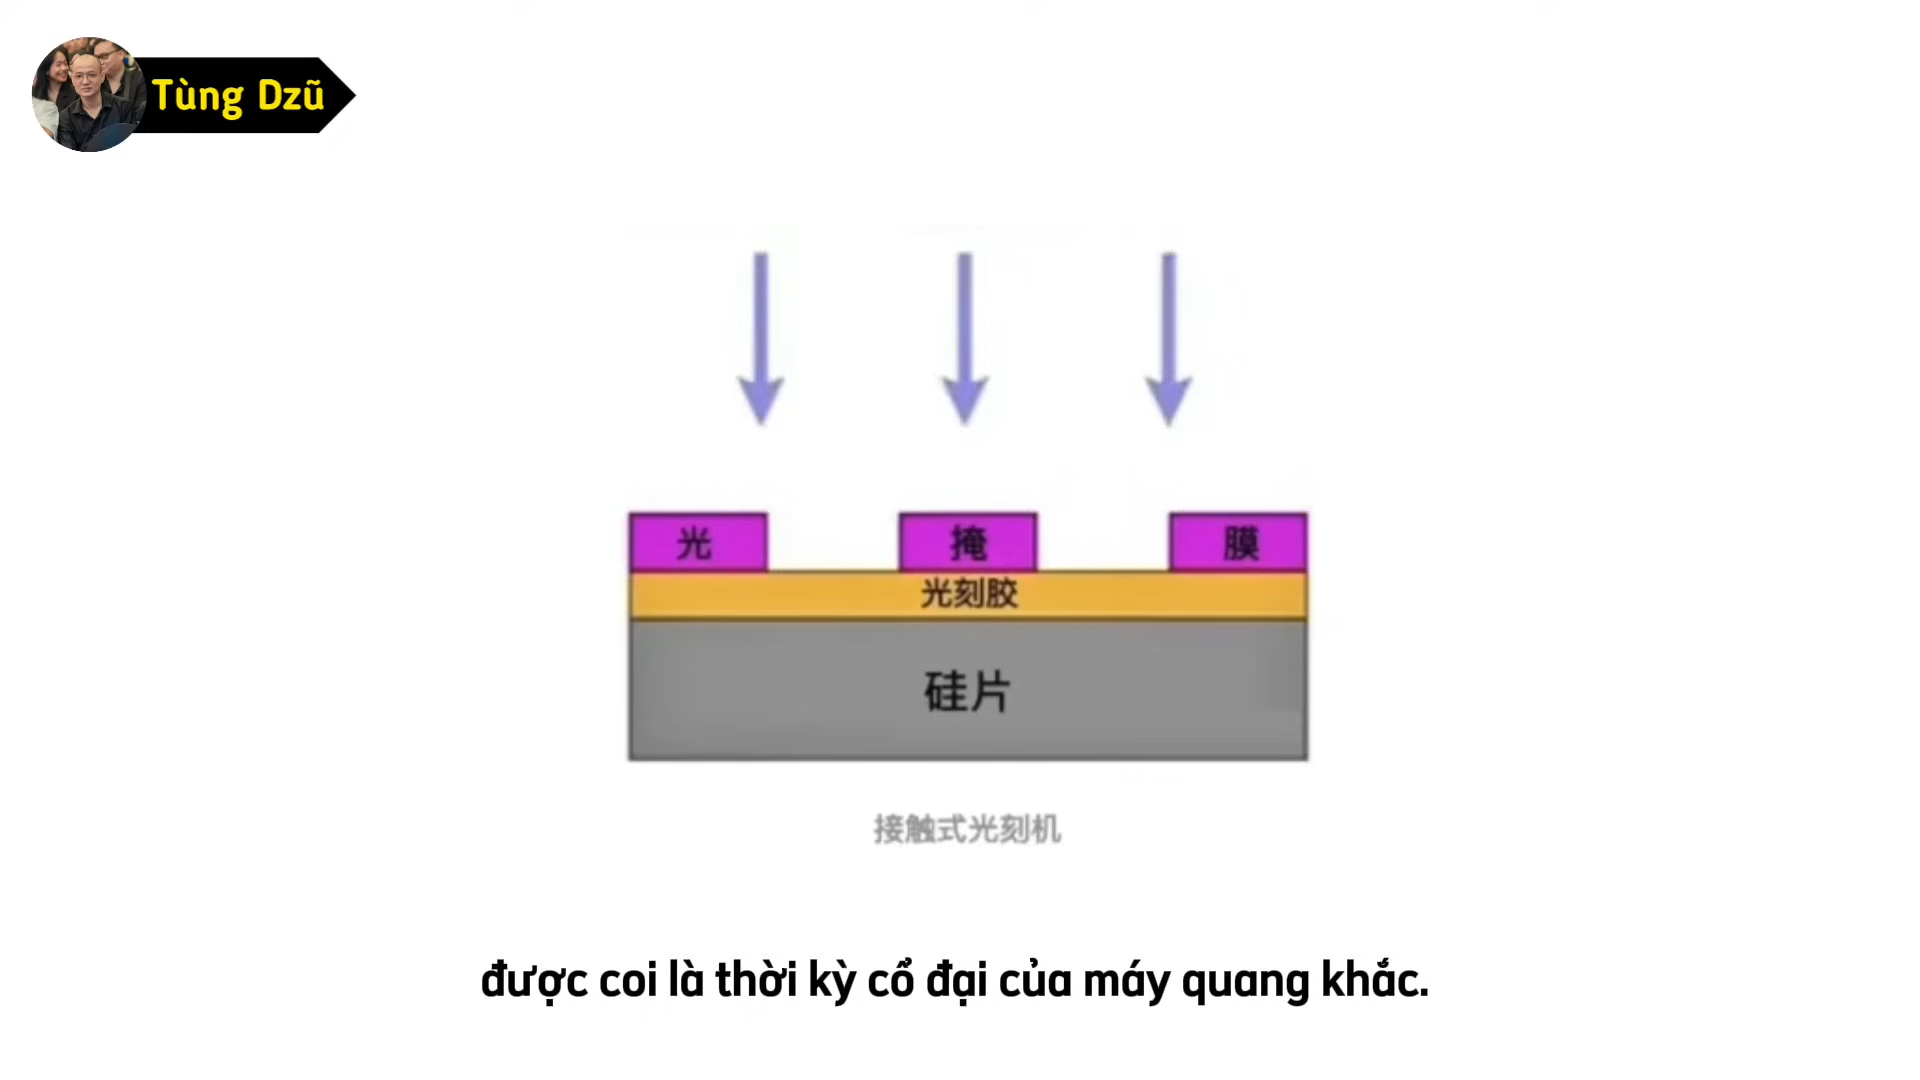 Tùng Dzũ
光 掩 膜
光刻胶
硅片
接触式光刻机
được coi là thời kỳ cổ đại của máy quang khắc.